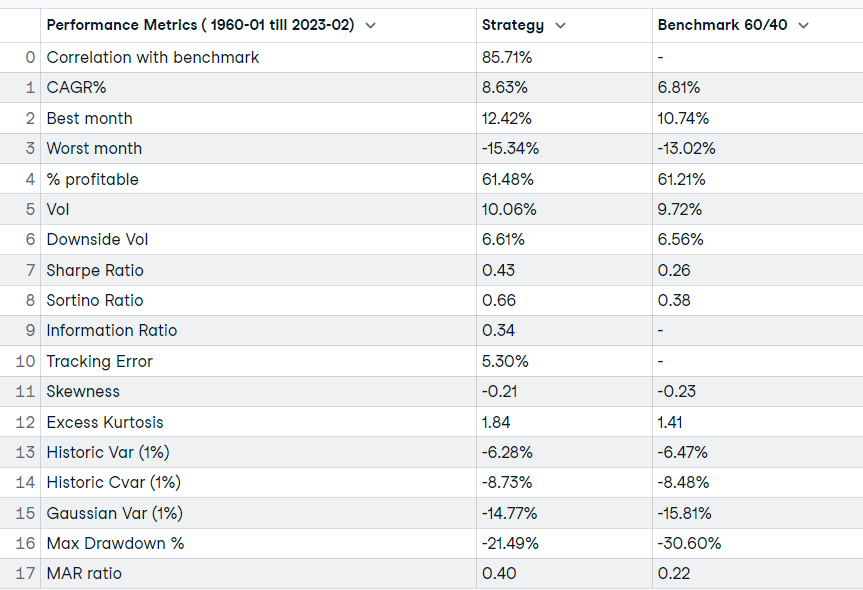 Performance Metrics ( 1960-01 till 2023-02) Strategy Benchmark 60/40
0 Correlation with benchmark 85.71% -
1 CAGR% 8.63% 6.81%
2 Best month 12.42% 10.74%
3 Worst month -15.34% -13.02%
4 % profitable 61.48% 61.21%
5 Vol 10.06% 9.72%
6 Downside Vol 6.61% 6.56%
7 Sharpe Ratio 0.43 0.26
8 Sortino Ratio 0.66 0.38
9 Information Ratio 0.34 -
10 Tracking Error 5.30% -
11 Skewness -0.21 -0.23
12 Excess Kurtosis 1.84 1.41
13 Historic Var (1%) -6.28% -6.47%
14 Historic Cvar (1%) -8.73% -8.48%
15 Gaussian Var (1%) -14.77% -15.81%
16 Max Drawdown % -21.49% -30.60%
17 MAR ratio 0.40 0.22